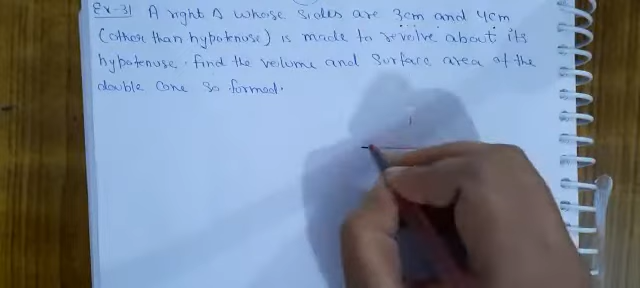 Ex-31 A right Δ whose sides are 3cm and 4cm
(other than hypotenuse) is made to revolve about its
hypotenuse. find the volume and surface area of the
double cone so formed.